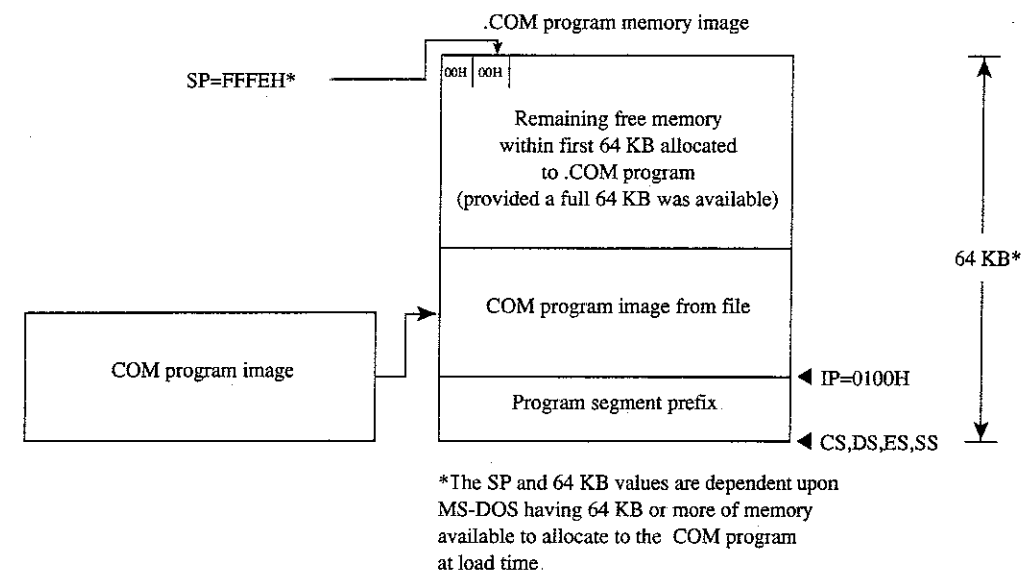 .COM program memory image
SP=FFFEH*
00H 00H
Remaining free memory
within first 64 KB allocated
to .COM program
(provided a full 64 KB was available)
64 KB*
COM program image from file
COM program image
IP=0100H
Program segment prefix
CS,DS,ES,SS
*The SP and 64 KB values are dependent upon
MS-DOS having 64 KB or more of memory
available to allocate to the COM program
at load time.